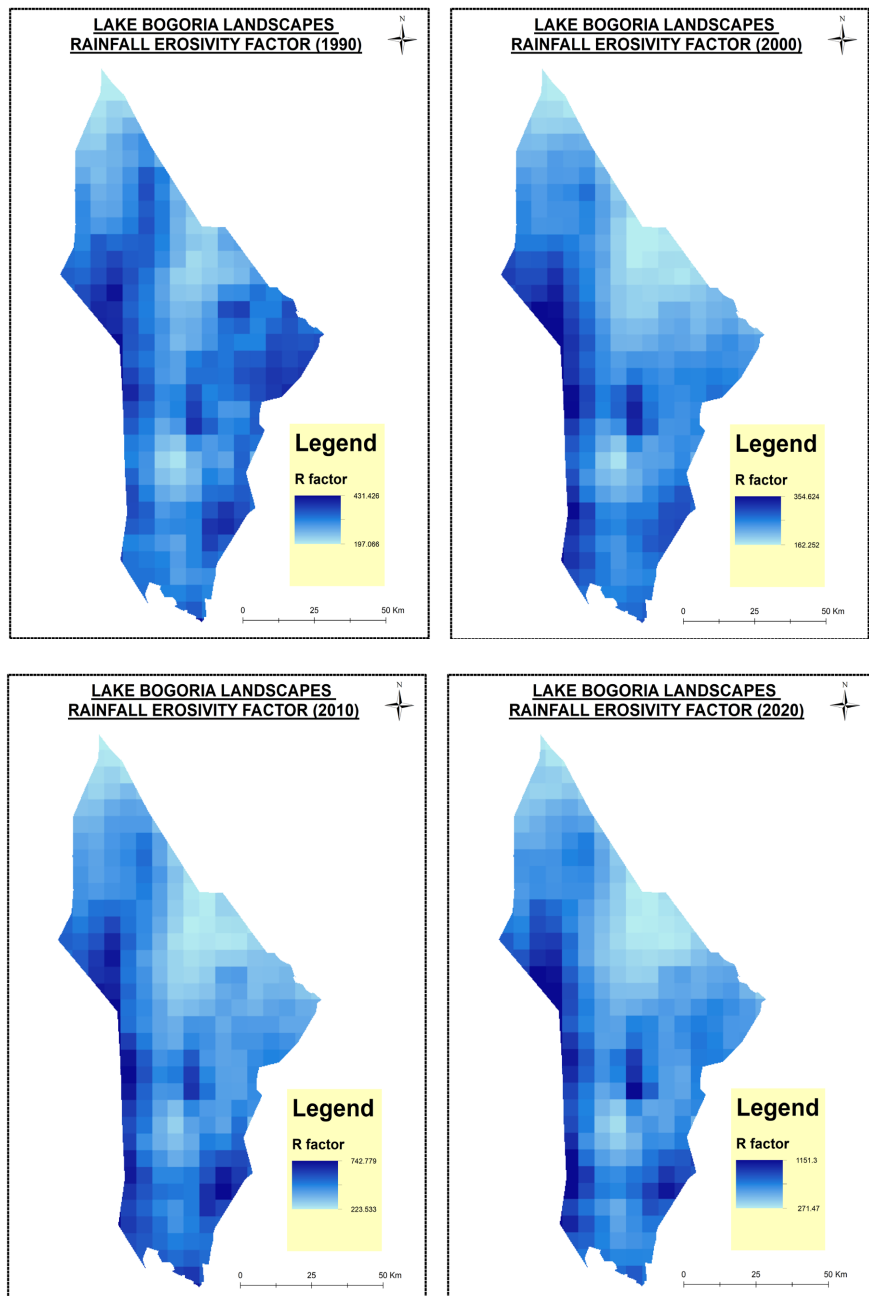 LAKE BOGORIA LANDSCAPES
RAINFALL EROSIVITY FACTOR (1990)
N
Legend
R factor
431.426
197.066
0 25 50 Km
LAKE BOGORIA LANDSCAPES
RAINFALL EROSIVITY FACTOR (2000)
N
Legend
R factor
354.624
162.252
0 25 50 Km
LAKE BOGORIA LANDSCAPES
RAINFALL EROSIVITY FACTOR (2010)
N
Legend
R factor
742.779
223.533
0 25 50 Km
LAKE BOGORIA LANDSCAPES
RAINFALL EROSIVITY FACTOR (2020)
N
Legend
R factor
1151.3
271.47
0 25 50 Km